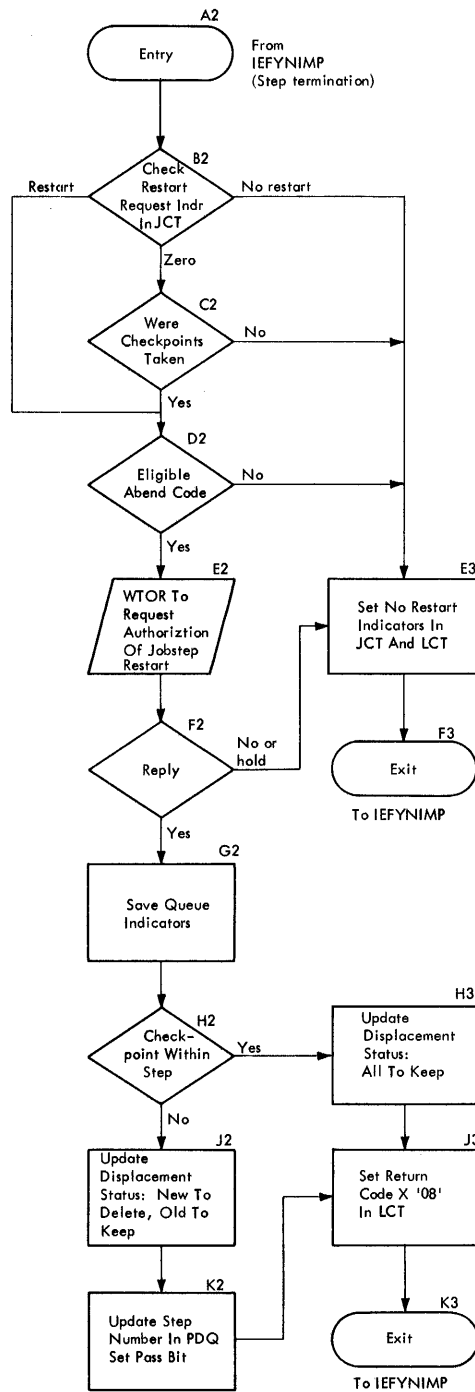 A2
Entry
From
IEFYNIMP
(Step termination)
B2
Check
Restart
Request Indr
In JCT
Restart
No restart
Zero
C2
Were
Checkpoints
Taken
No
Yes
D2
Eligible
Abend Code
No
Yes
E2
WTOR To
Request
Authoriztion
Of Jobstep
Restart
E3
Set No Restart
Indicators In
JCT And LCT
F2
Reply
No or
hold
Yes
F3
Exit
To IEFYNIMP
G2
Save Queue
Indicators
H2
Check-
point Within
Step
Yes
No
H3
Update
Displacement
Status:
All To Keep
J2
Update
Displacement
Status: New To
Delete, Old To
Keep
J3
Set Return
Code X '08'
In LCT
K2
Update Step
Number In PDQ
Set Pass Bit
K3
Exit
To IEFYNIMP